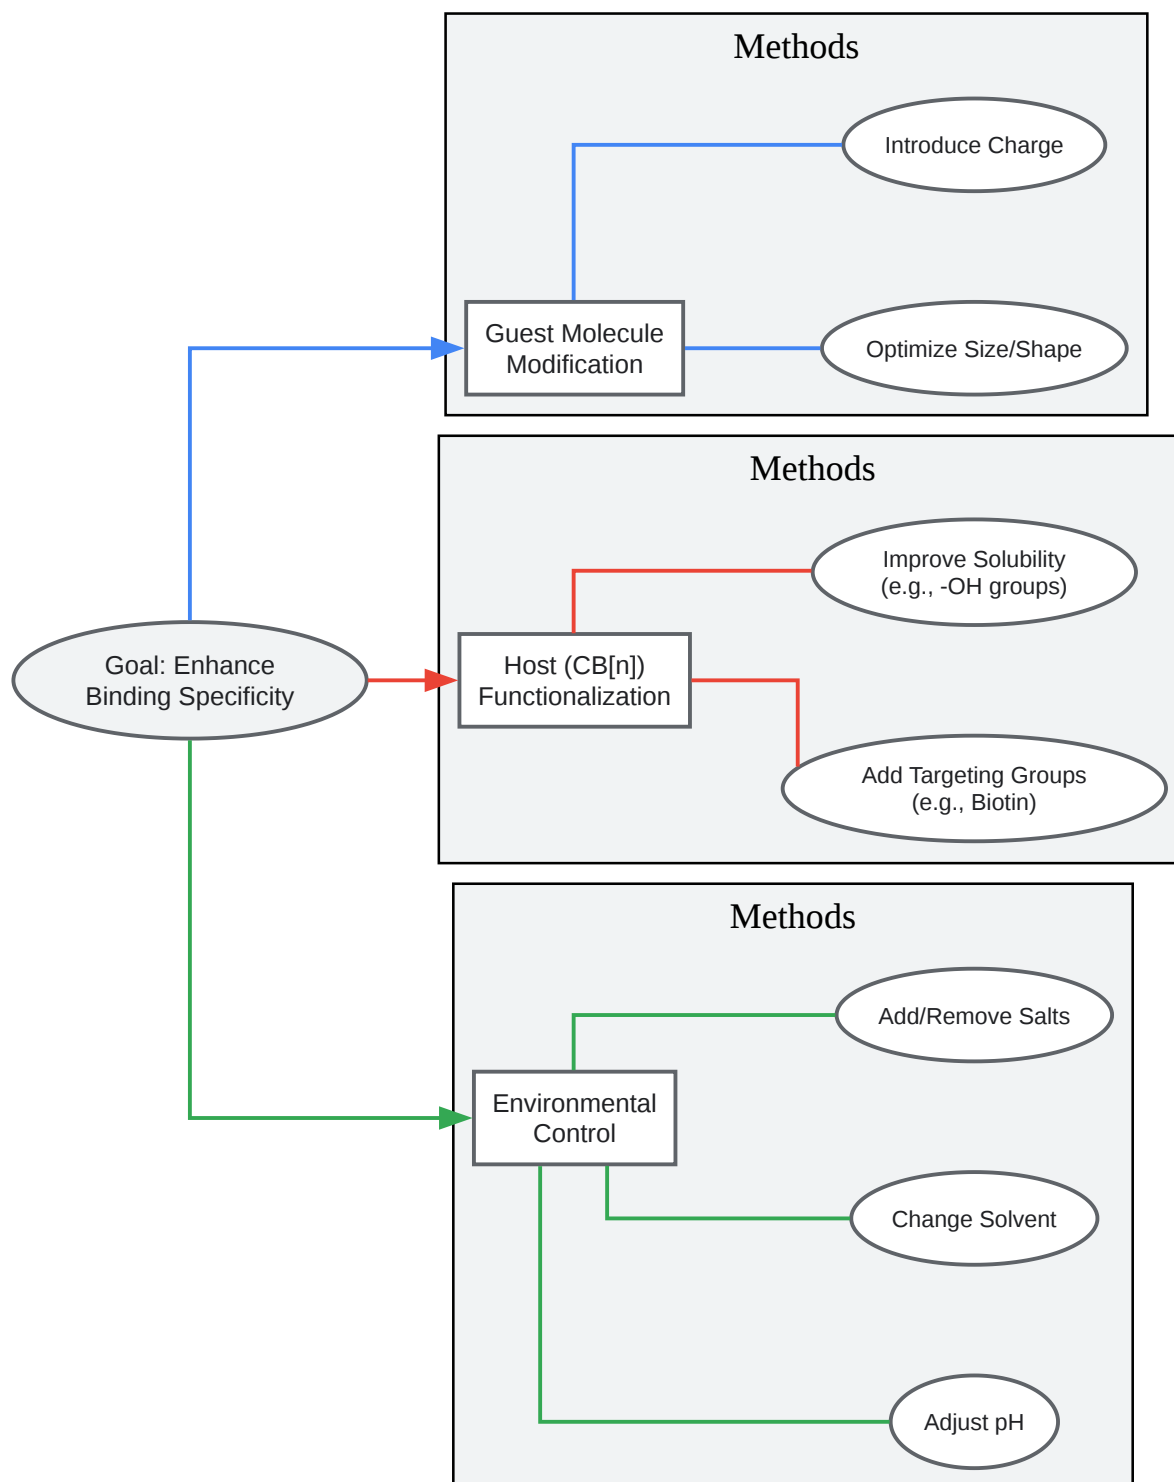 Methods
Introduce Charge
Guest Molecule
Modification
Optimize Size/Shape
Methods
Improve Solubility
(e.g., -OH groups)
Goal: Enhance
Binding Specificity
Host (CB[n])
Functionalization
Add Targeting Groups
(e.g., Biotin)
Methods
Add/Remove Salts
Environmental
Control
Change Solvent
Adjust pH